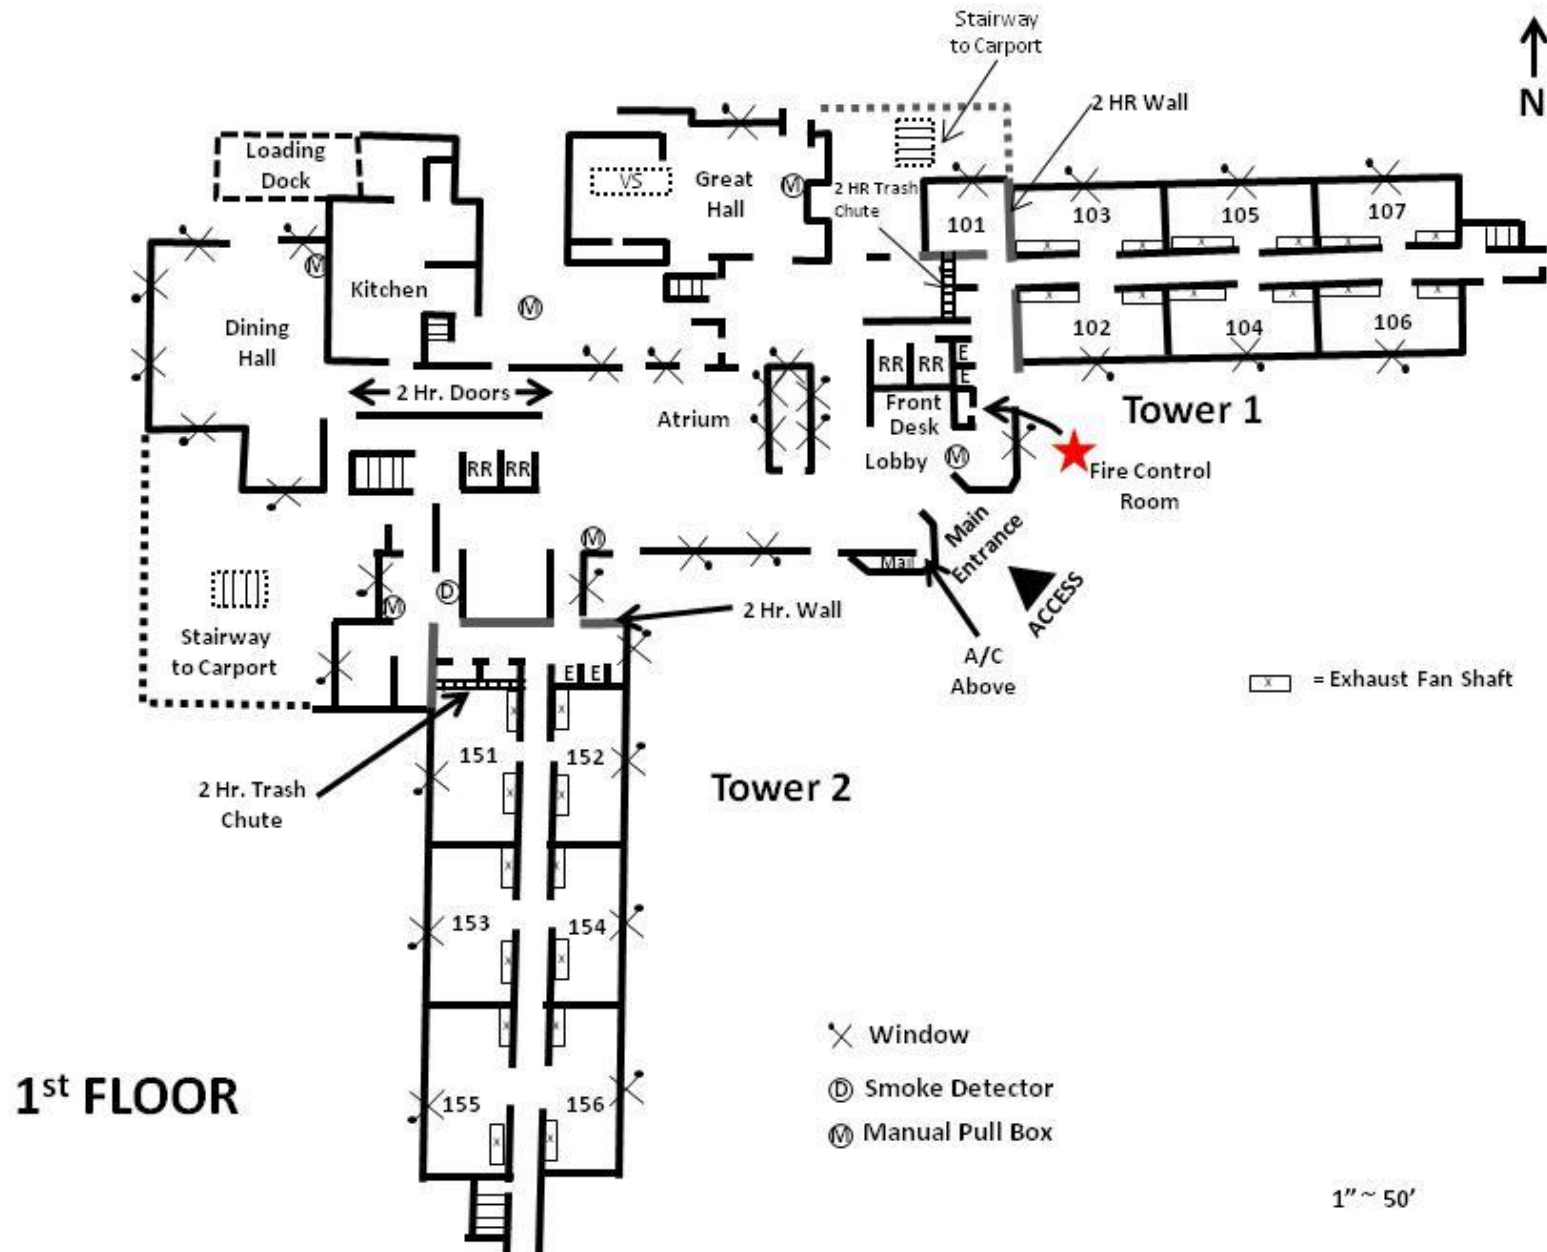 Stairway
to Carport
N
2 HR Wall
Loading
Dock
VS
Great
Hall
M
2 HR Trash
Chute
101
103
105
107
x
x
x
x
x
x
M
Kitchen
M
Dining
Hall
x
x
x
x
x
x
102
104
106
2 Hr. Doors
RR
RR
E
E
Atrium
Front
Desk
Tower 1
Lobby
M
Fire Control
Room
RR
RR
M
Main
Entrance
Mail
ACCESS
D
M
2 Hr. Wall
Stairway
to Carport
A/C
Above
E
E
x = Exhaust Fan Shaft
x
x
151
152
2 Hr. Trash
Chute
x
x
Tower 2
x
x
153
154
x
x
x
x
Window
D Smoke Detector
M Manual Pull Box
1st FLOOR
155
156
x
x
1” ~ 50’